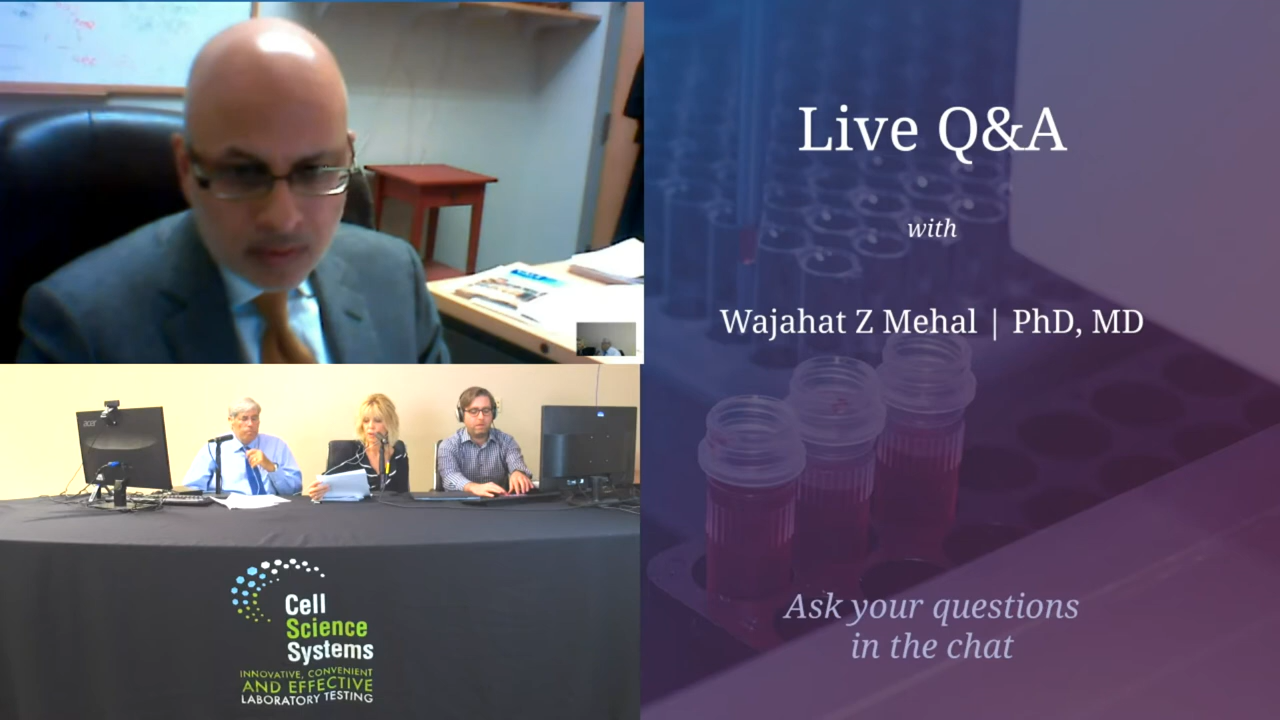 Live Q&A
with
Wajahat Z Mehal | PhD, MD
Ask your questions
in the chat
acer
Cell
Science
Systems
INNOVATIVE, CONVENIENT
AND EFFECTIVE
LABORATORY TESTING